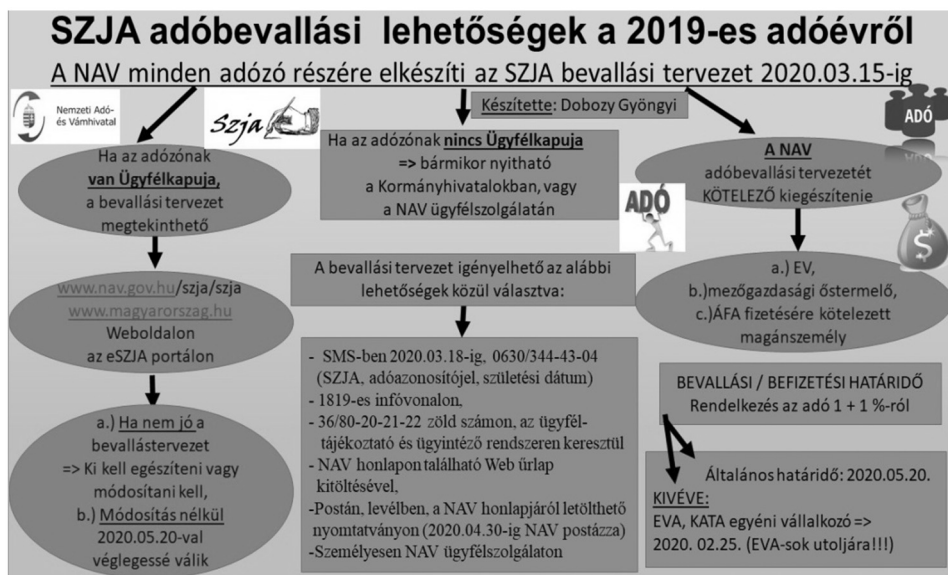 SZJA adóbevallási lehetőségek a 2019-es adóévről
A NAV minden adózó részére elkészíti az SZJA bevallási tervezet 2020.03.15-ig
Nemzeti Adó-
és Vámhivatal
Szja
Készítette: Dobozy Gyöngyi
ADÓ
Ha az adózónak
van Ügyfélkapuja,
a bevallási tervezet
megtekinthető
www.nav.gov.hu/szja/szja
www.magyarorszag.hu
Weboldalon
az eSZJA portálon
a.) Ha nem jó a
bevallástervezet
=> Ki kell egészíteni vagy
módosítani kell,
b.) Módosítás nélkül
2020.05.20-val
véglegessé válik
Ha az adózónak nincs Ügyfélkapuja
=> bármikor nyitható
a Kormányhivatalokban, vagy
a NAV ügyfélszolgálatán
ADÓ
A bevallási tervezet igényelhető az alábbi
lehetőségek közül választva:
- SMS-ben 2020.03.18-ig, 0630/344-43-04
(SZJA, adóazonosítójel, születési dátum)
- 1819-es infóvonalon,
- 36/80-20-21-22 zöld számon, az ügyfél-
tájékoztató és ügyintéző rendszeren keresztül
- NAV honlapon található Web űrlap
kitöltésével,
-Postán, levélben, a NAV honlapjáról letölthető
nyomtatványon (2020.04.30-ig NAV postázza)
-Személyesen NAV ügyfélszolgálaton
A NAV
adóbevallási tervezetét
KÖTELEZŐ kiegészítenie
$
a.) EV,
b.)mezőgazdasági őstermelő,
c.)ÁFA fizetésére kötelezett
magánszemély
BEVALLÁSI / BEFIZETÉSI HATÁRIDŐ
Rendelkezés az adó 1 + 1 %-ról
Általános határidő: 2020.05.20.
KIVÉVE:
EVA, KATA egyéni vállalkozó =>
2020. 02.25. (EVA-sok utoljára!!!)